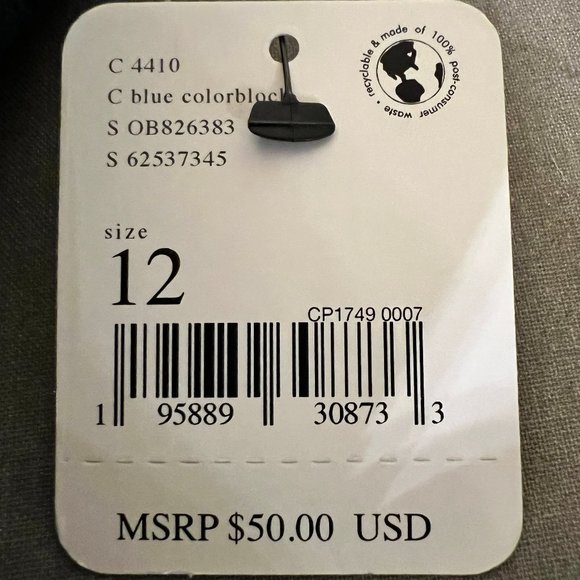 C 4410
C blue colorblock
S OB826383
S 62537345
recyclable & made of 100% post-consumer waste •
size
12
CP1749 0007
1 95889 30873 3
MSRP $50.00 USD